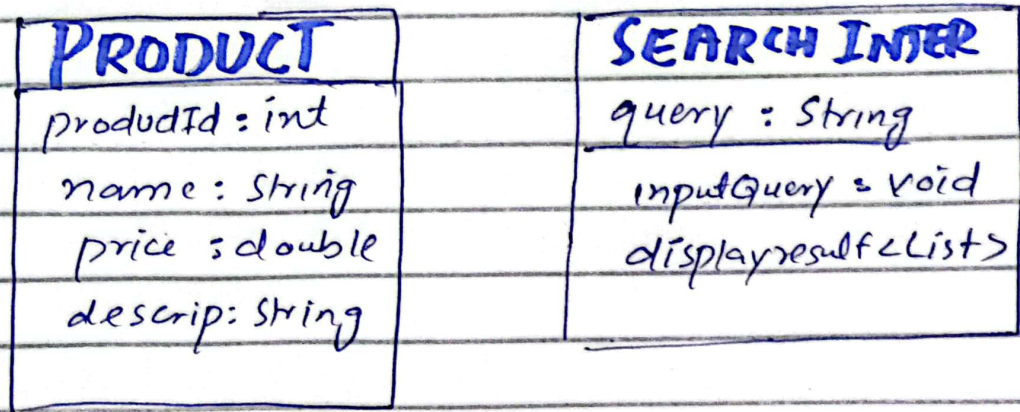 PRODUCT
produdId : int
name : String
price : double
descrip : String
SEARCH INTER
query : String
inputQuery : void
displayresult<List>